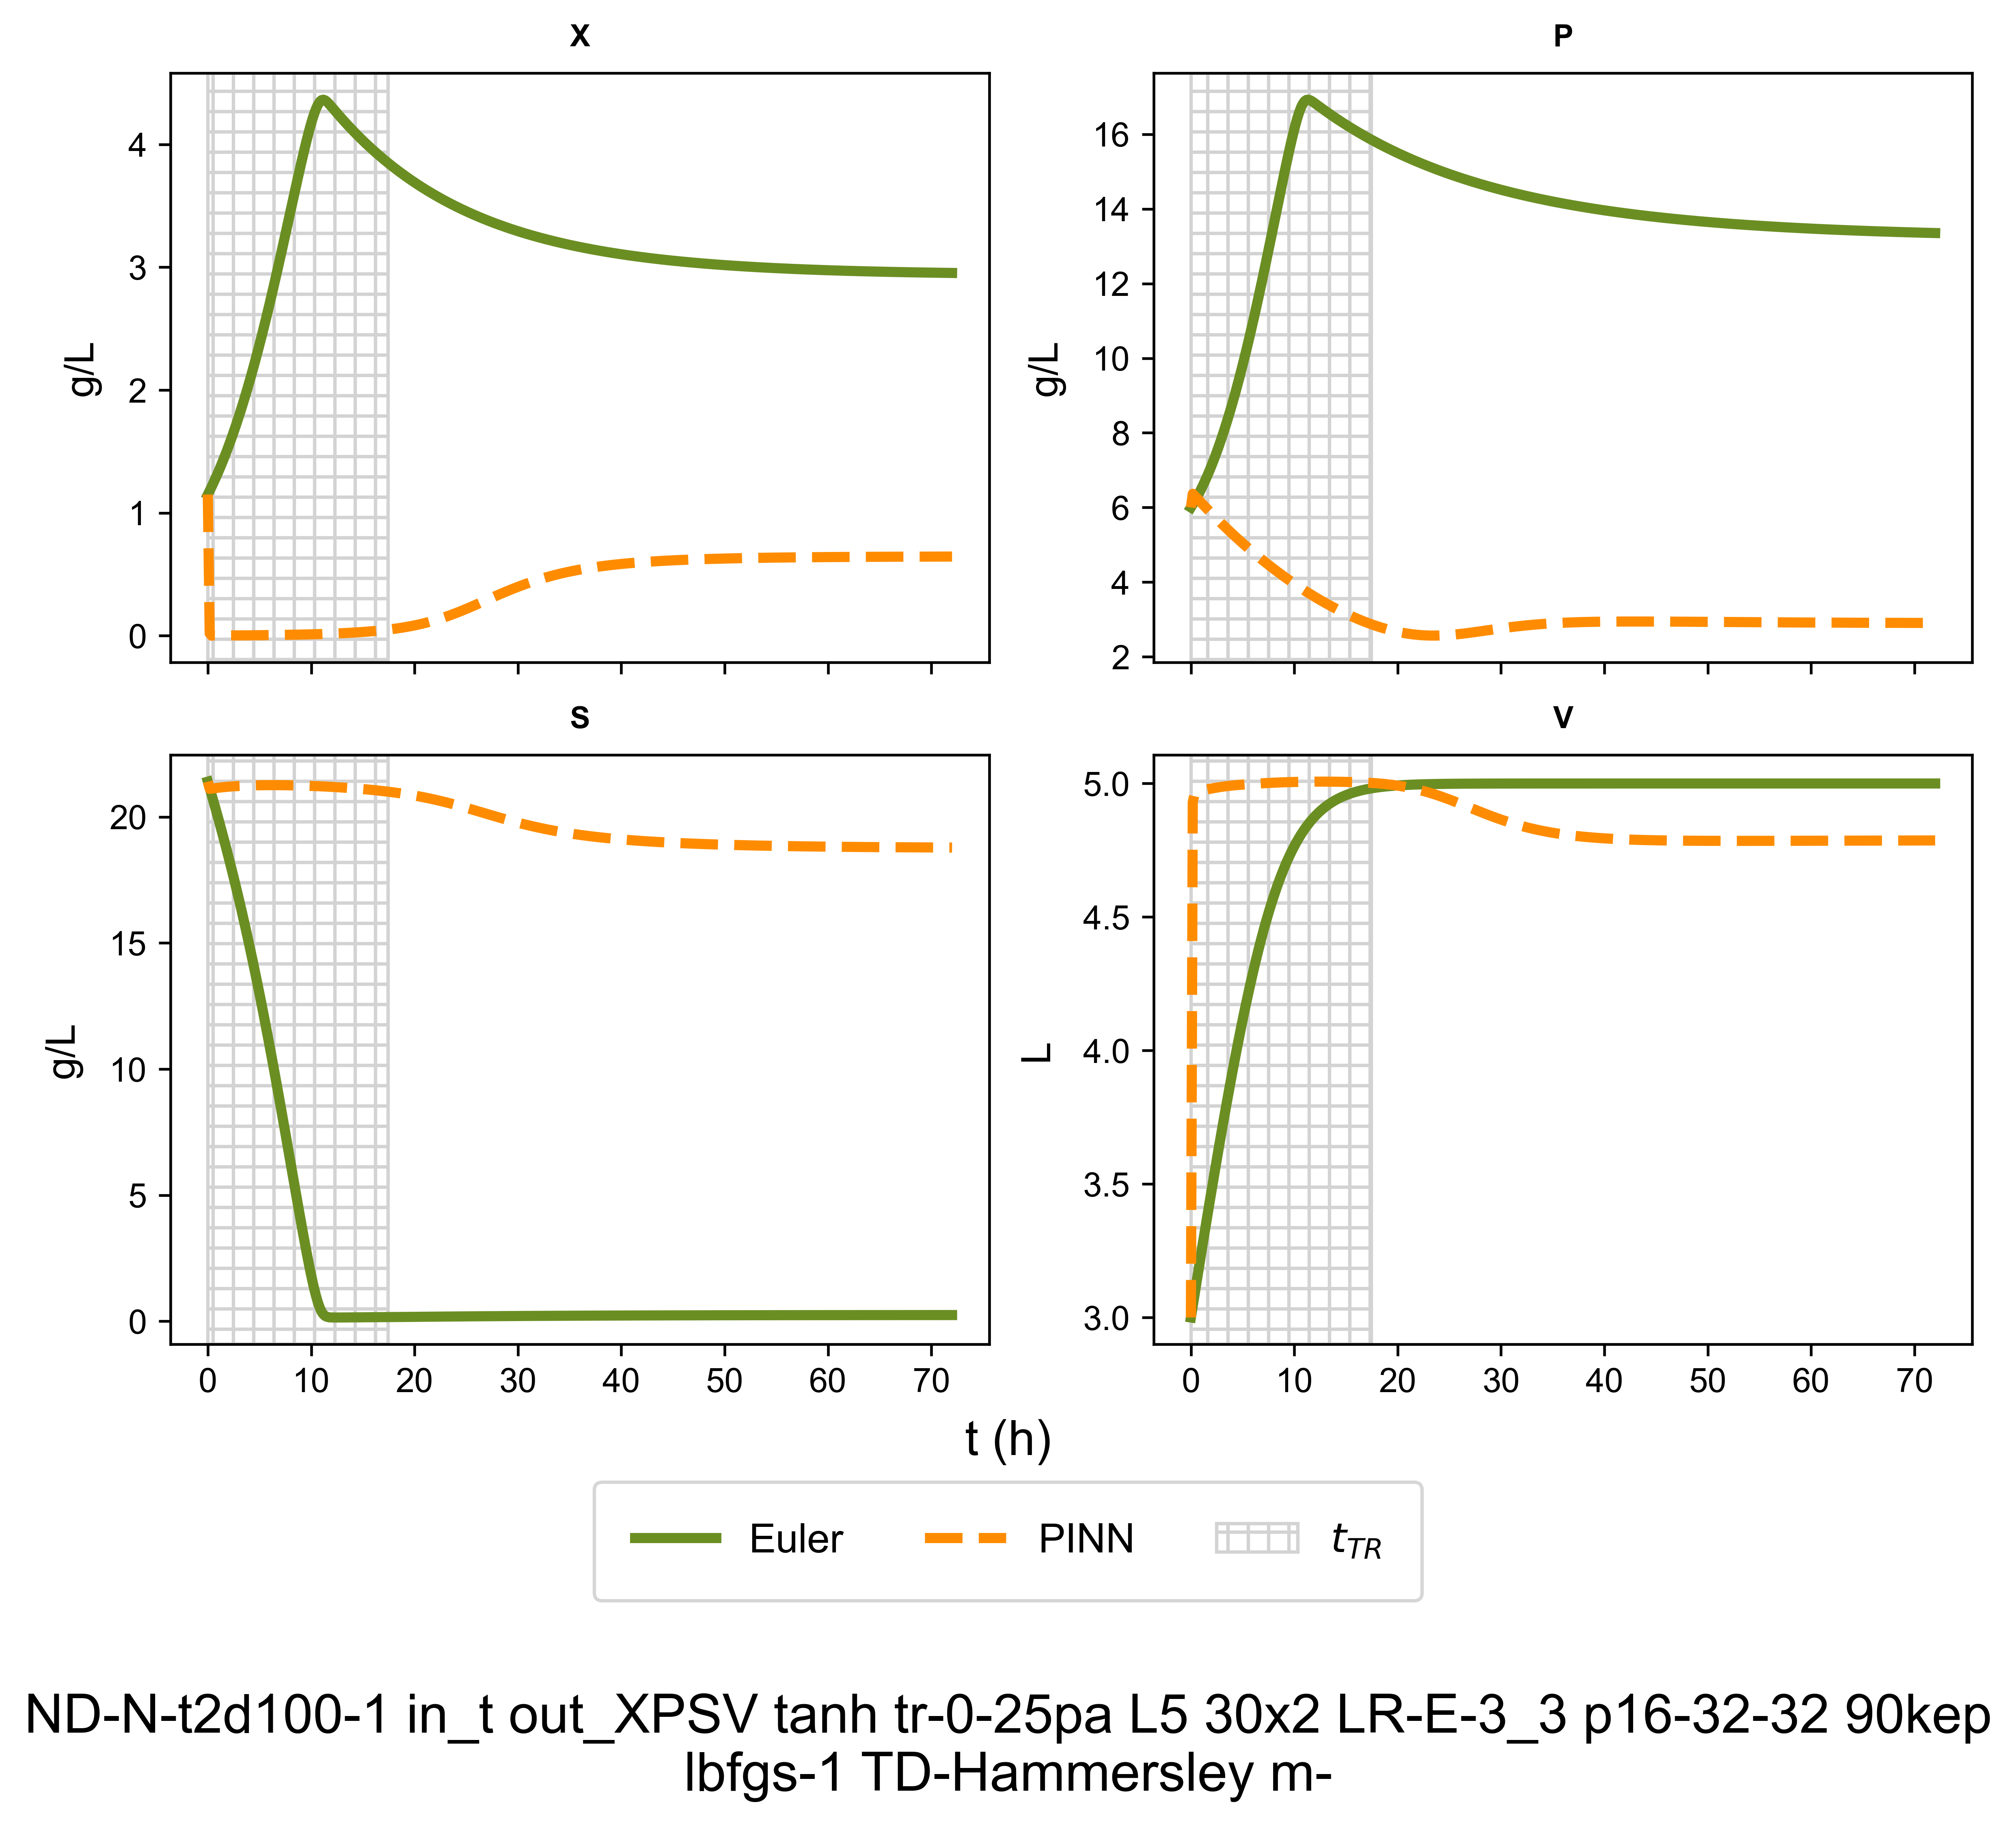 X
P
4
3
2
1
0
g/L
16
14
12
10
8
6
4
2
g/L
S
V
20
15
10
5
0
g/L
5.0
4.5
4.0
3.5
3.0
L
0 10 20 30 40 50 60 70
0 10 20 30 40 50 60 70
t (h)
Euler PINN t_{TR}
ND-N-t2d100-1 in_t out_XPSV tanh tr-0-25pa L5 30x2 LR-E-3_3 p16-32-32 90kep
lbfgs-1 TD-Hammersley m-